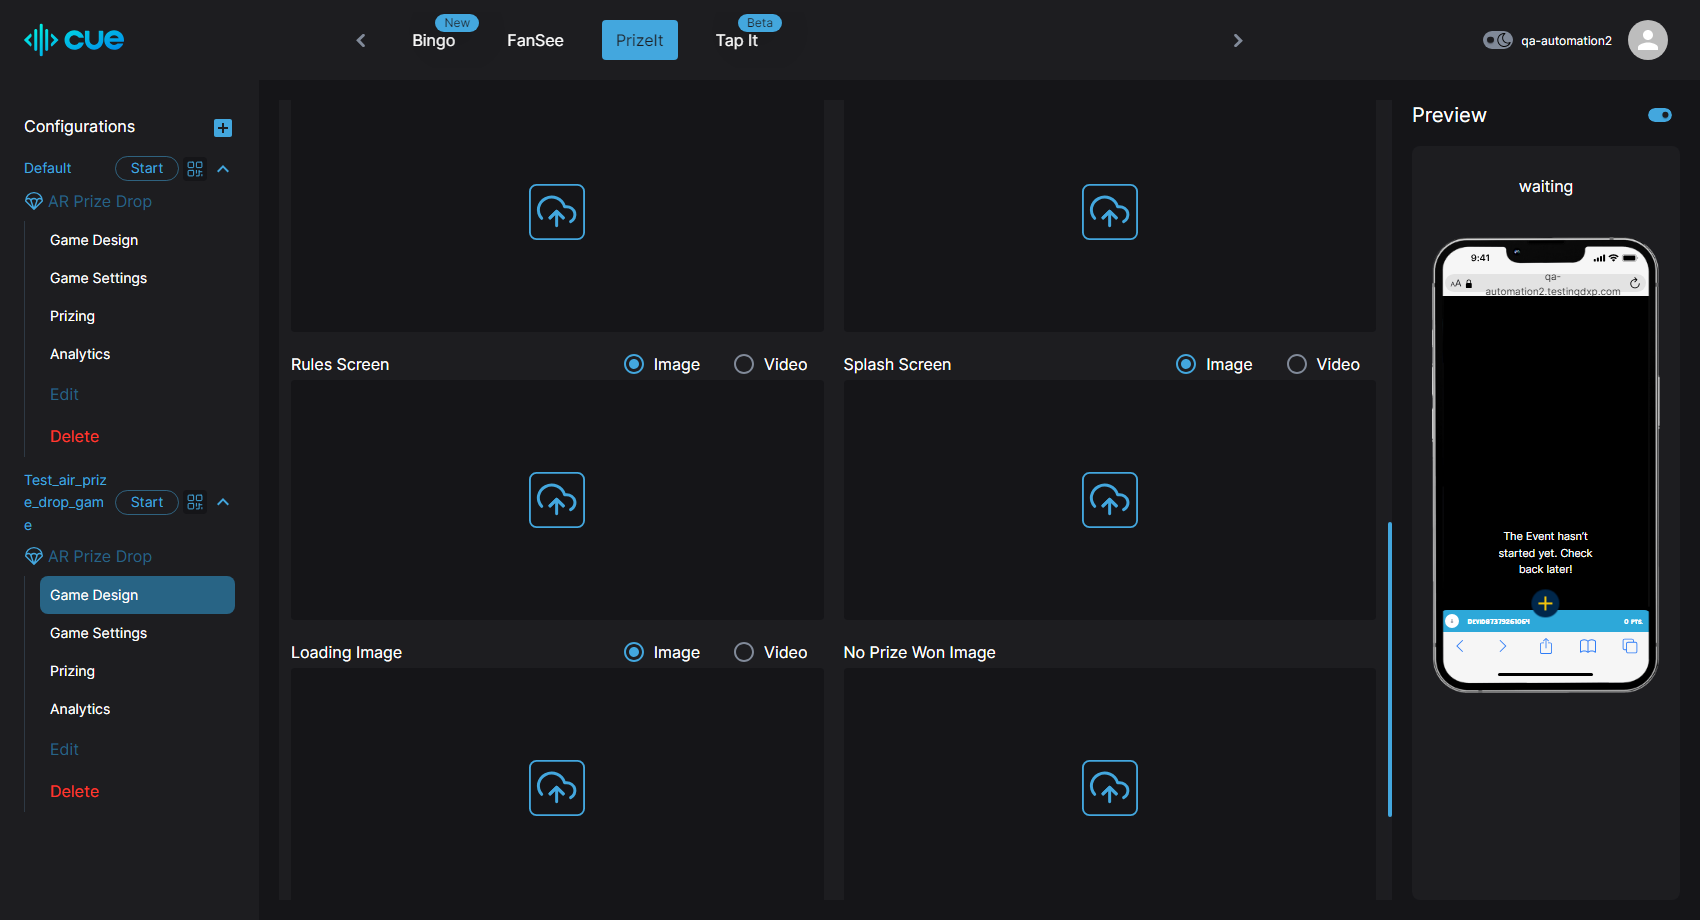 cue
New
Bingo
FanSee
PrizeIt
Beta
Tap It
qa-automation2
Configurations
Default
Start
AR Prize Drop
Game Design
Game Settings
Prizing
Analytics
Edit
Delete
Test_air_priz
e_drop_gam
e
Start
AR Prize Drop
Game Design
Game Settings
Prizing
Analytics
Edit
Delete
Rules Screen
Image
Video
Splash Screen
Image
Video
Loading Image
Image
Video
No Prize Won Image
Preview
waiting
9:41
AA
qa-
automation2.testingdxp.com
The Event hasn't
started yet. Check
back later!
0 PTS.